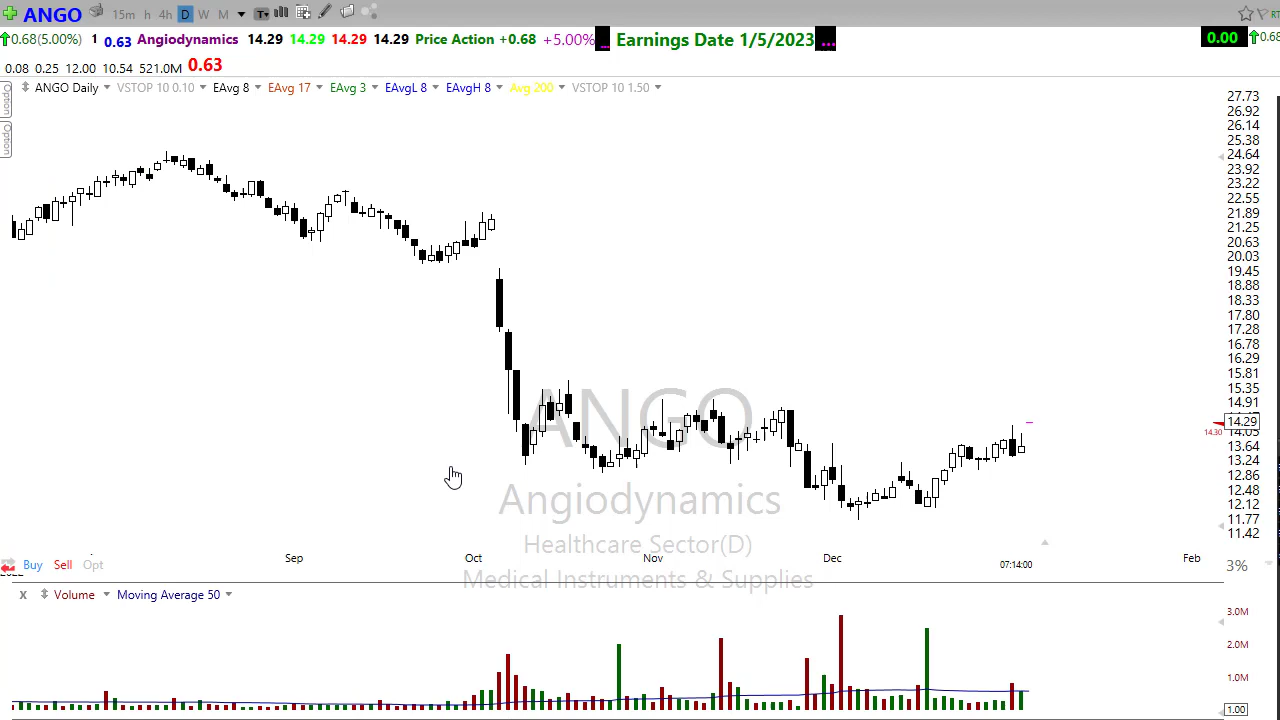 ANGO 15m h 4h D W M T RT
0.68(5.00%) 1 0.63 Angiodynamics 14.29 14.29 14.29 14.29 Price Action +0.68 +5.00% ... Earnings Date 1/5/2023 ... 0.00 0.68
0.08 0.25 12.00 10.54 521.0M 0.63
ANGO Daily VSTOP 10 0.10 EAvg 8 EAvg 17 EAvg 3 EAvgL 8 EAvgH 8 Avg 200 VSTOP 10 1.50
Option
Option
27.73
26.92
26.14
25.38
24.64
23.92
23.22
22.55
21.89
21.25
20.63
20.03
19.45
18.88
18.33
17.80
17.28
16.78
16.29
15.81
15.35
14.91
14.29
14.30 14.05
13.64
13.24
12.86
12.48
12.12
11.77
11.42
ANGO
Angiodynamics
Healthcare Sector(D)
Medical Instruments & Supplies
Sep Oct Nov Dec Feb
07:14:00
Buy Sell Opt 3%
X Volume Moving Average 50
3.0M
2.0M
1.0M
1.00